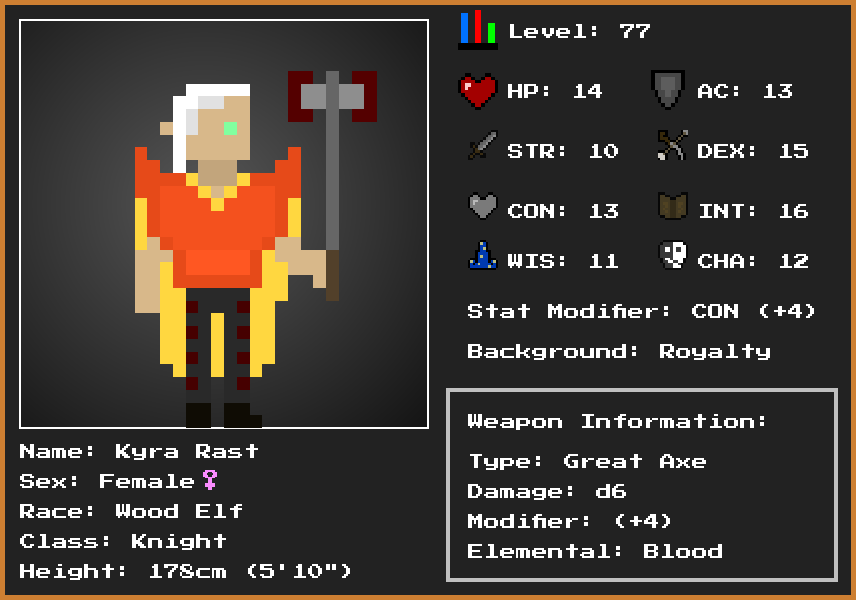 Level: 77
HP: 14 AC: 13
STR: 10 DEX: 15
CON: 13 INT: 16
WIS: 11 CHA: 12
Stat Modifier: CON (+4)
Background: Royalty
Weapon Information:
Type: Great Axe
Damage: d6
Modifier: (+4)
Elemental: Blood
Name: Kyra Rast
Sex: Female♀
Race: Wood Elf
Class: Knight
Height: 178cm (5'10")